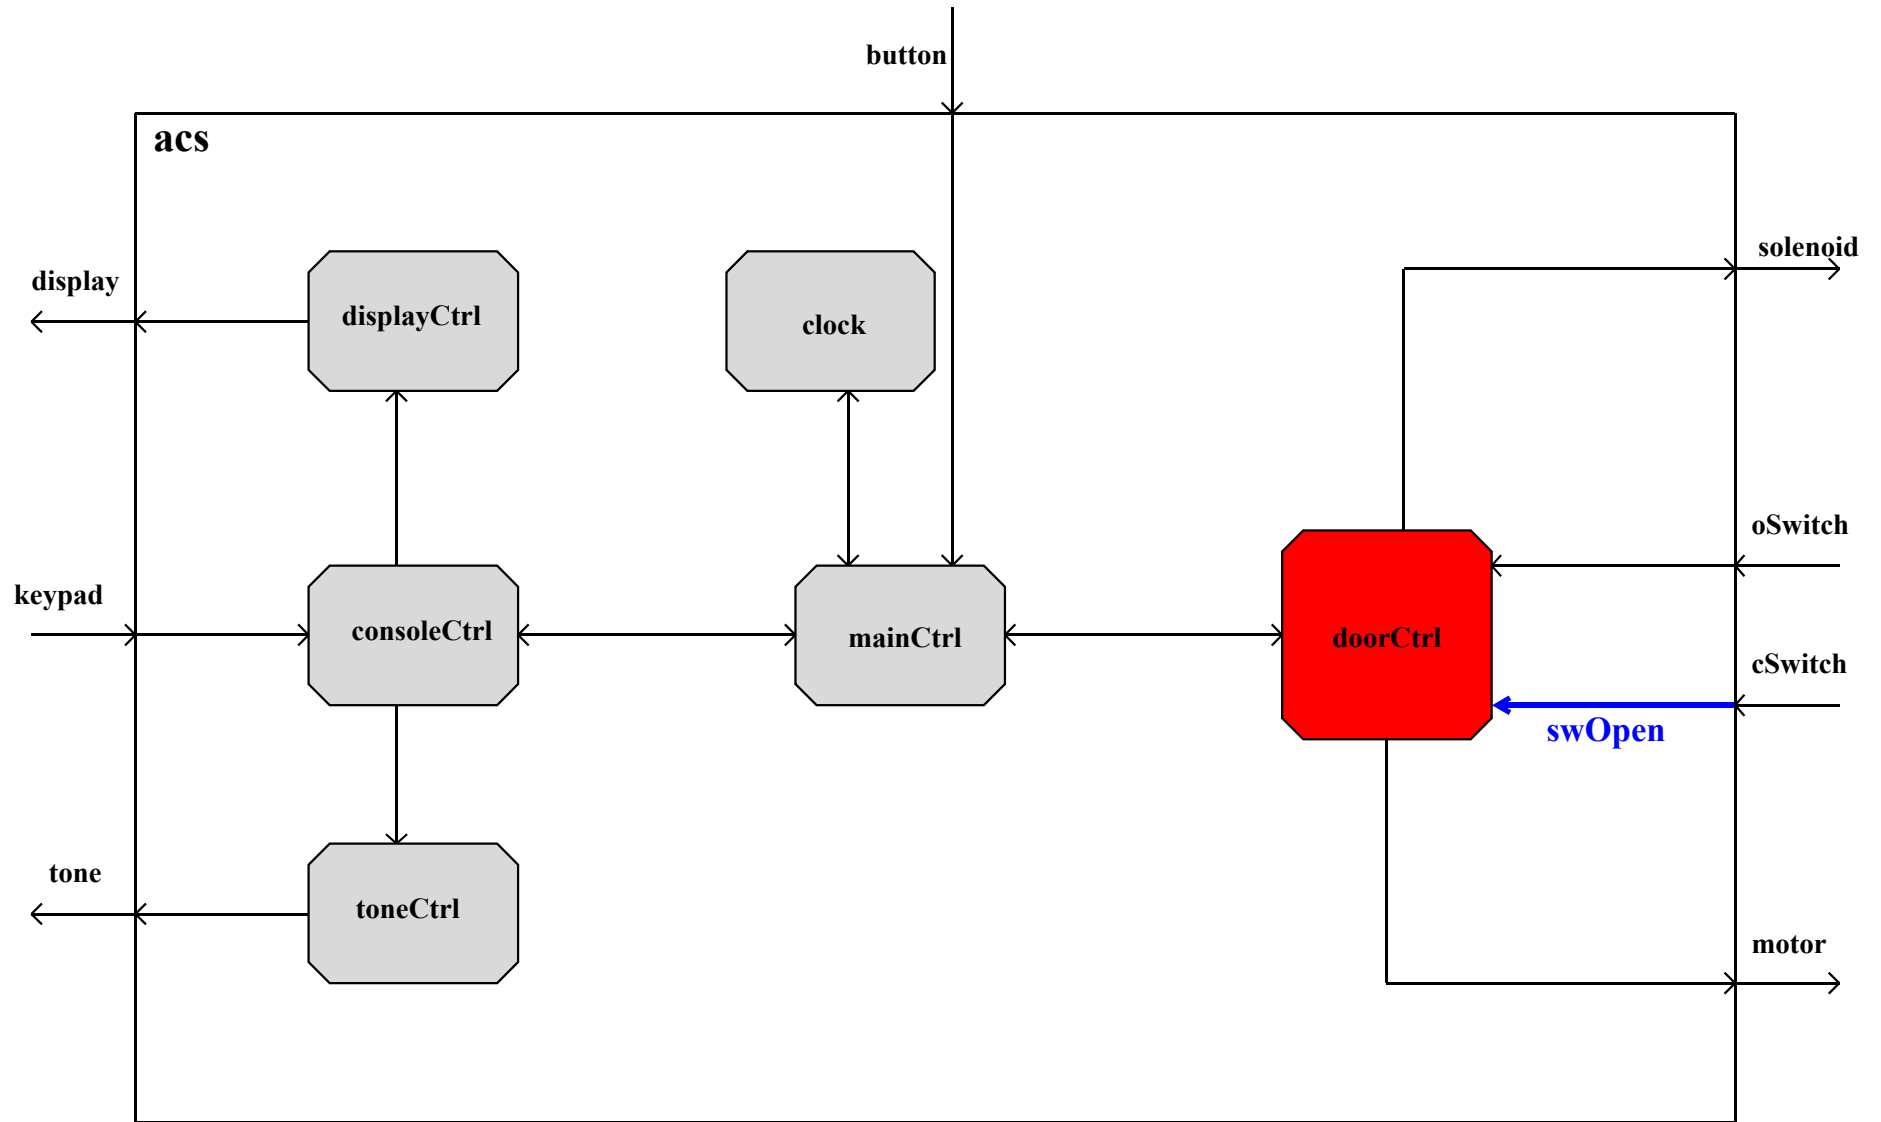 button
acs
solenoid
display
displayCtrl
clock
oSwitch
keypad
consoleCtrl
mainCtrl
doorCtrl
cSwitch
swOpen
tone
toneCtrl
motor